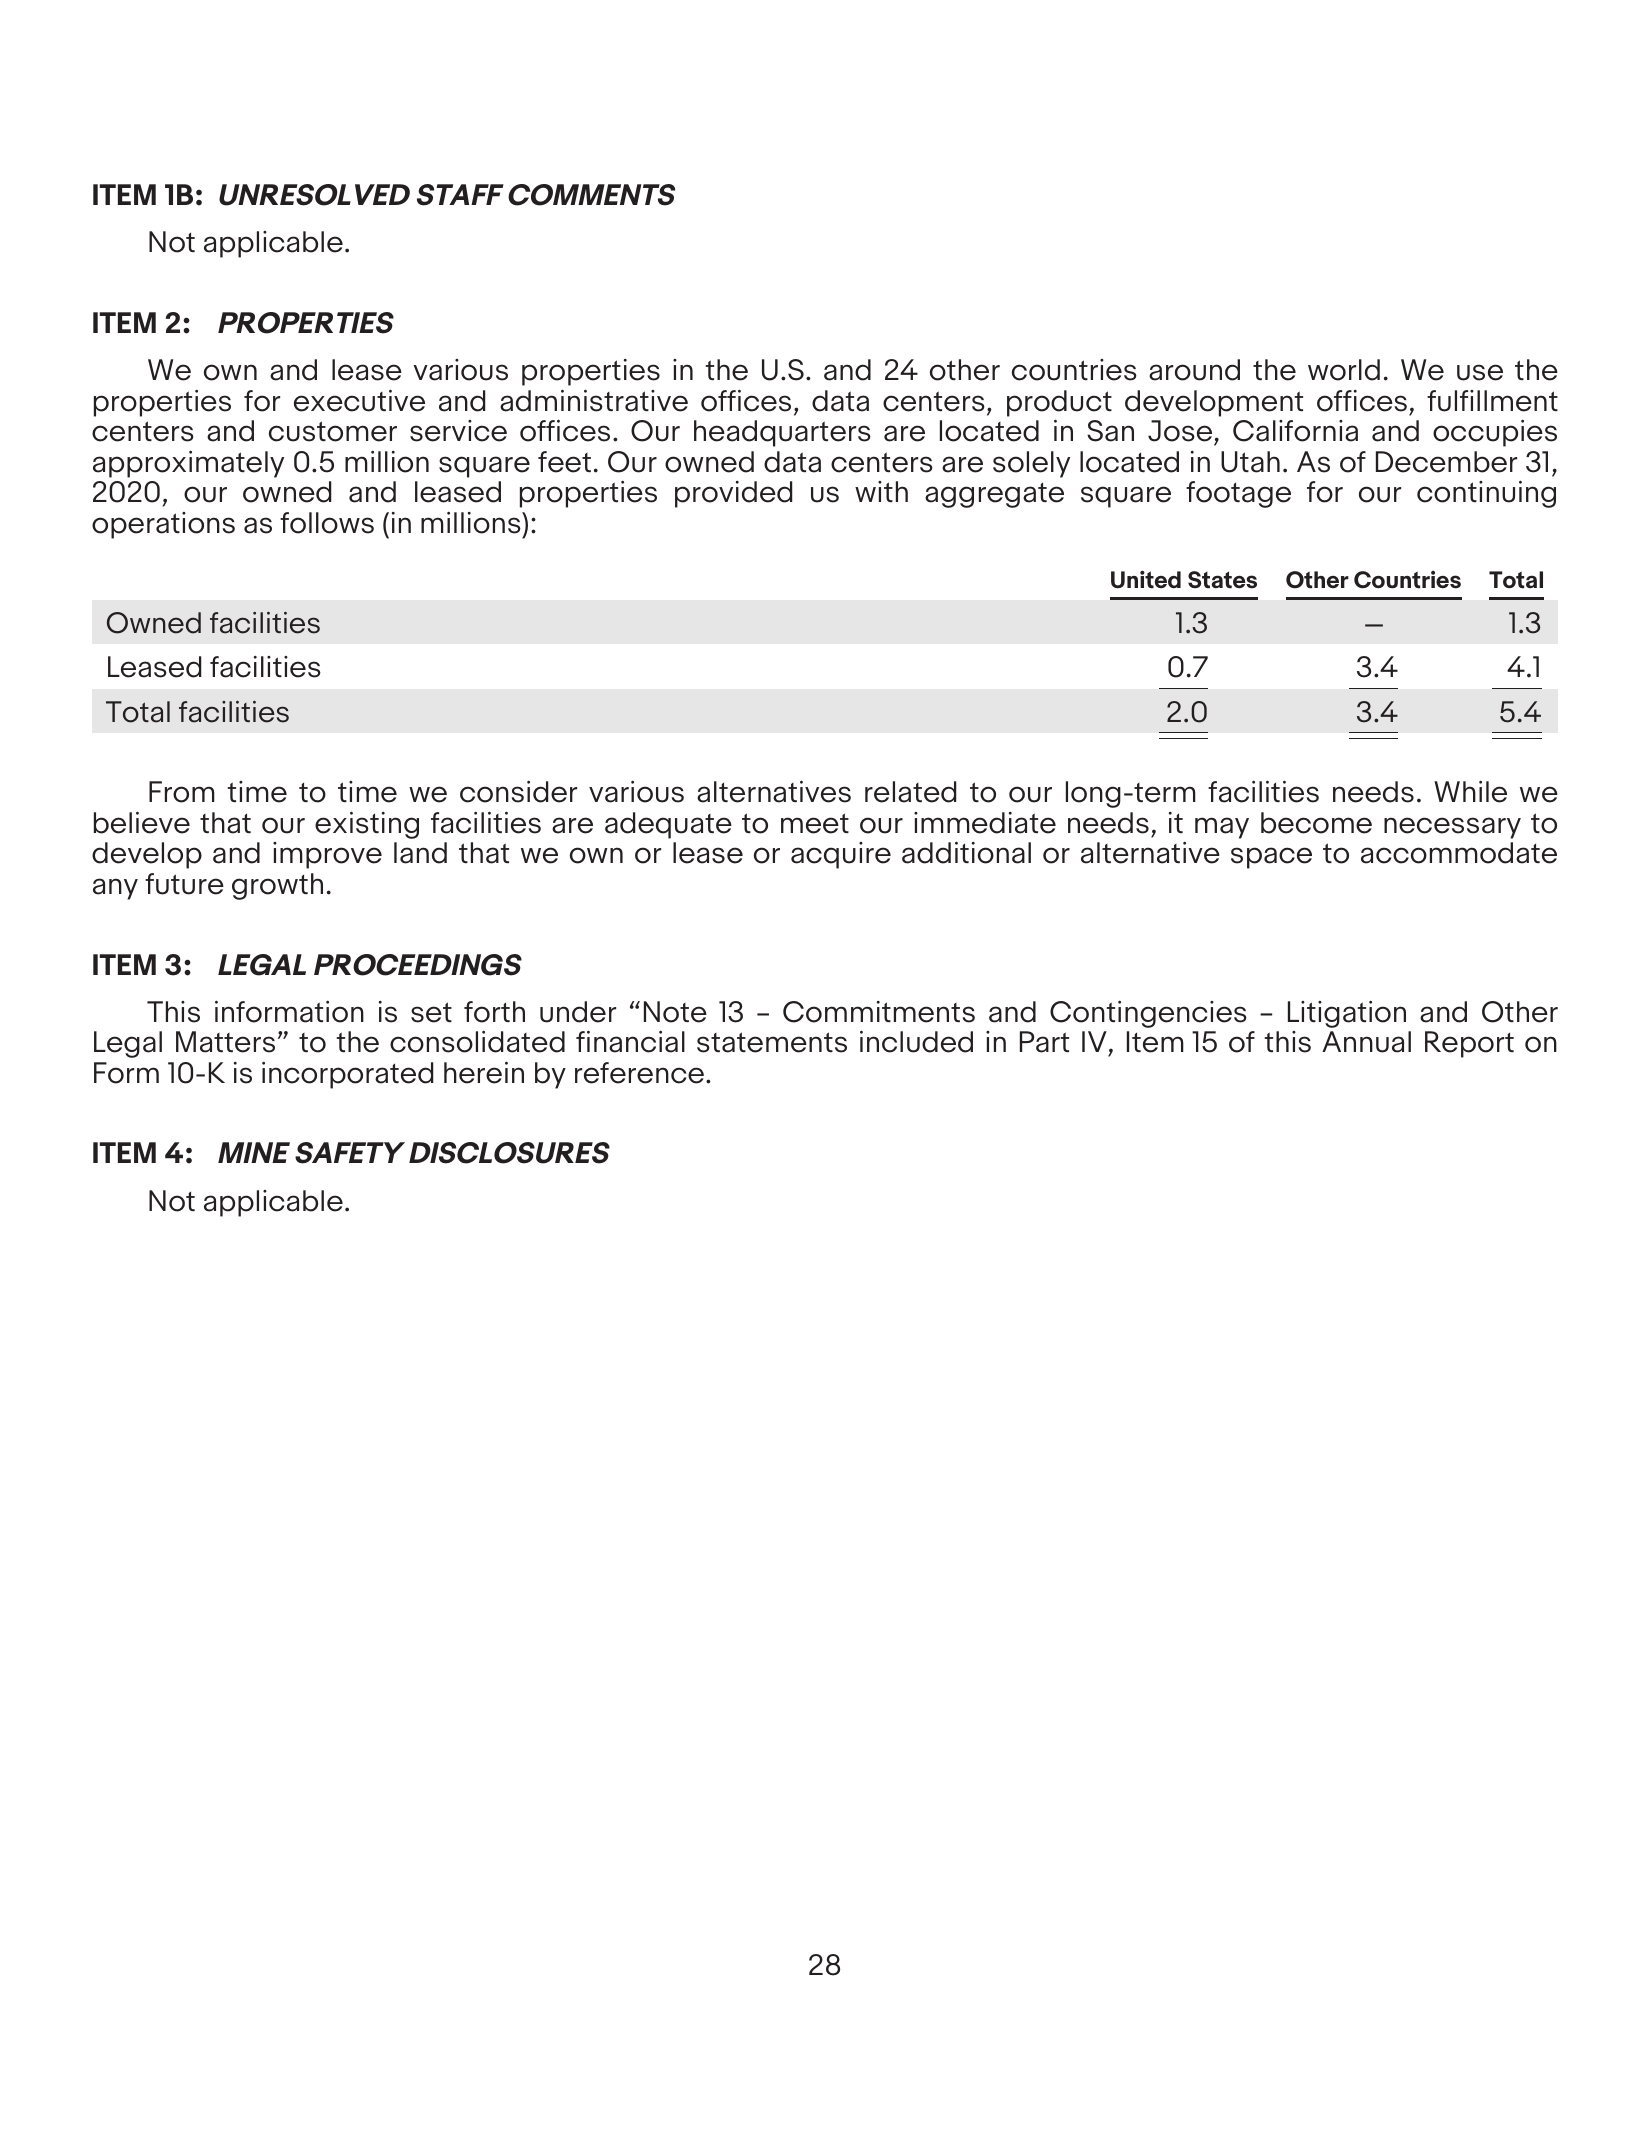 ITEM 1B: UNRESOLVED STAFF COMMENTS
Not applicable.
ITEM 2: PROPERTIES
We own and lease various properties in the U.S. and 24 other countries around the world. We use the
properties for executive and administrative offices, data centers, product development offices, fulfillment
centers and customer service offices. Our headquarters are located in San Jose, California and occupies
approximately 0.5 million square feet. Our owned data centers are solely located in Utah. As of December 31,
2020, our owned and leased properties provided us with aggregate square footage for our continuing
operations as follows (in millions):
United States Other Countries Total
Owned facilities 1.3 — 1.3
Leased facilities 0.7 3.4 4.1
Total facilities 2.0 3.4 5.4
From time to time we consider various alternatives related to our long-term facilities needs. While we
believe that our existing facilities are adequate to meet our immediate needs, it may become necessary to
develop and improve land that we own or lease or acquire additional or alternative space to accommodate
any future growth.
ITEM 3: LEGAL PROCEEDINGS
This information is set forth under “Note 13 – Commitments and Contingencies – Litigation and Other
Legal Matters” to the consolidated financial statements included in Part IV, Item 15 of this Annual Report on
Form 10-K is incorporated herein by reference.
ITEM 4: MINE SAFETY DISCLOSURES
Not applicable.
28